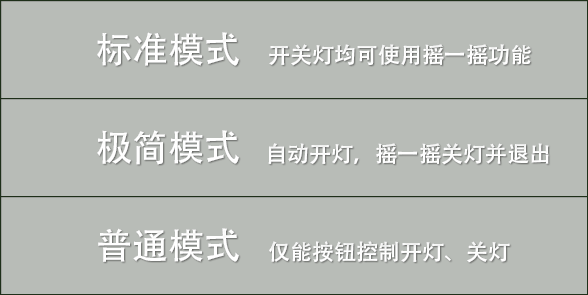 标准模式 开关灯均可使用摇一摇功能
极简模式 自动开灯,摇一摇关灯并退出
普通模式 仅能按钮控制开灯、关灯